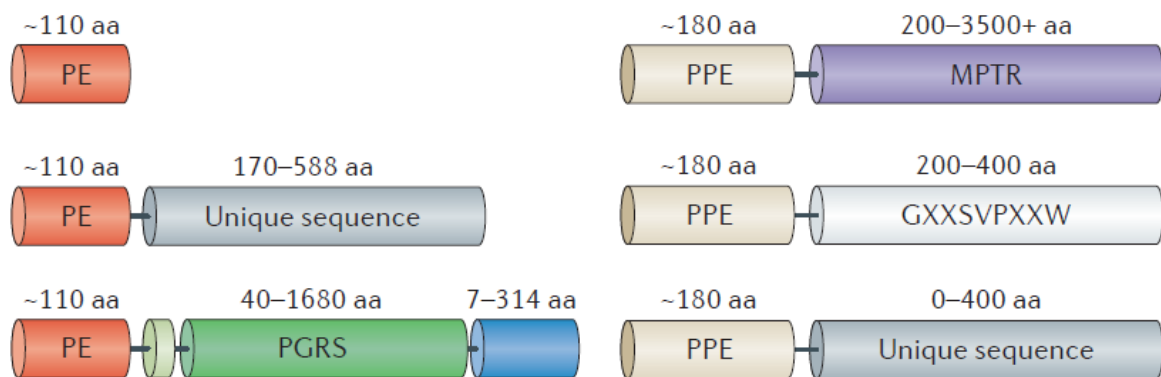 ~110 aa
PE
~110 aa 170–588 aa
PE Unique sequence
~110 aa 40–1680 aa 7–314 aa
PE PGRS
~180 aa 200–3500+ aa
PPE MPTR
~180 aa 200–400 aa
PPE GXXSVPXXW
~180 aa 0–400 aa
PPE Unique sequence